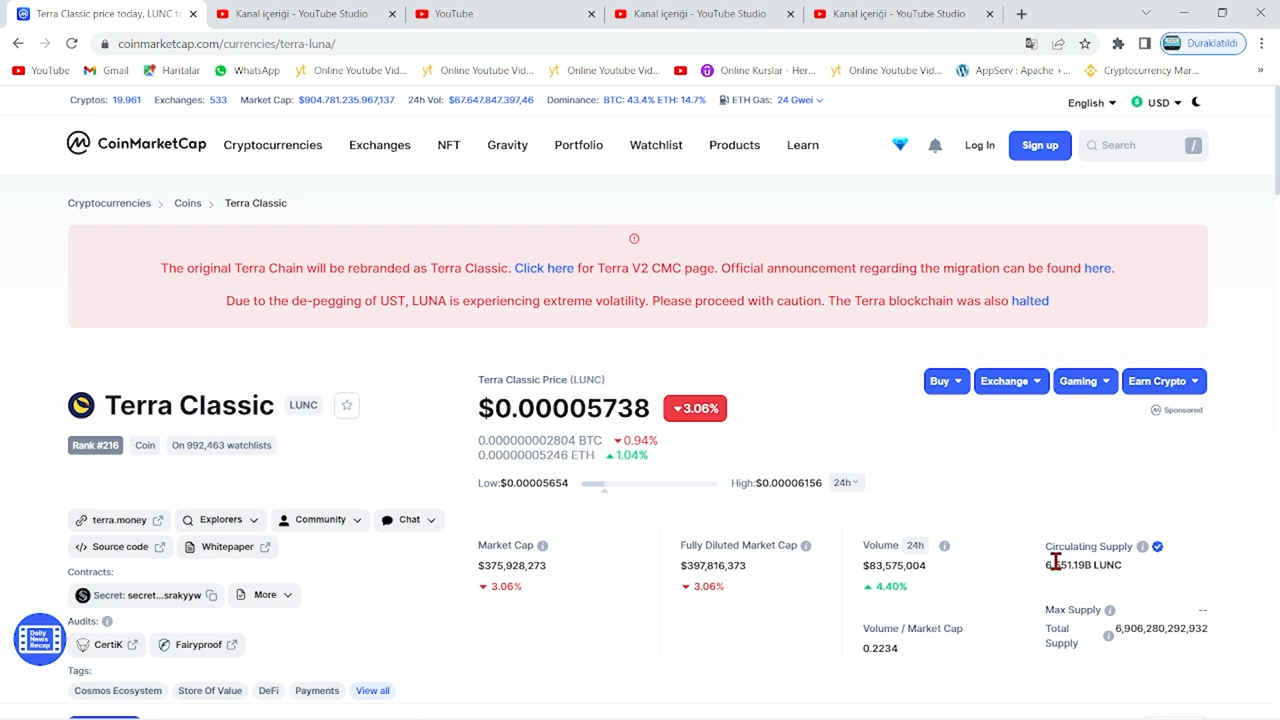 Terra Classic price today, LUNC to
Kanal içeriği - YouTube Studio
YouTube
Kanal içeriği - YouTube Studio
Kanal içeriği - YouTube Studio
coinmarketcap.com/currencies/terra-luna/
Duraklatıldı
YouTube
Gmail
Haritalar
WhatsApp
Online Youtube Vid...
Online Youtube Vid...
Online Youtube Vid...
Online Kurslar - Her...
Online Youtube Vid...
AppServ : Apache +...
Cryptocurrency Mar...
»
Cryptos: 19.961 Exchanges: 533 Market Cap: $904.781.235.967,137 24h Vol: $67.647.847.397,46 Dominance: BTC: 43.4% ETH: 14.7% ETH Gas: 24 Gwei
English
USD
CoinMarketCap
Cryptocurrencies
Exchanges
NFT
Gravity
Portfolio
Watchlist
Products
Learn
Log In
Sign up
Search
/
Cryptocurrencies > Coins > Terra Classic
The original Terra Chain will be rebranded as Terra Classic. Click here for Terra V2 CMC page. Official announcement regarding the migration can be found here.
Due to the de-pegging of UST, LUNA is experiencing extreme volatility. Please proceed with caution. The Terra blockchain was also halted
Terra Classic LUNC
Rank #216
Coin
On 992,463 watchlists
terra.money
Explorers
Community
Chat
Source code
Whitepaper
Contracts:
Secret: secret...srakyyw
More
Audits:
CertiK
Fairyproof
Tags:
Cosmos Ecosystem
Store Of Value
DeFi
Payments
View all
Daily
News
Recap
Terra Classic Price (LUNC)
$0.00005738 3.06%
0.000000002804 BTC 0.94%
0.00000005246 ETH 1.04%
Low:$0.00005654
High:$0.00006156
24h
Buy
Exchange
Gaming
Earn Crypto
Sponsored
Market Cap
$375,928,273
3.06%
Fully Diluted Market Cap
$397,816,373
3.06%
Volume 24h
$83,575,004
4.40%
Volume / Market Cap
0.2234
Circulating Supply
LUNC
Max Supply --
Total Supply 6,906,280,292,932